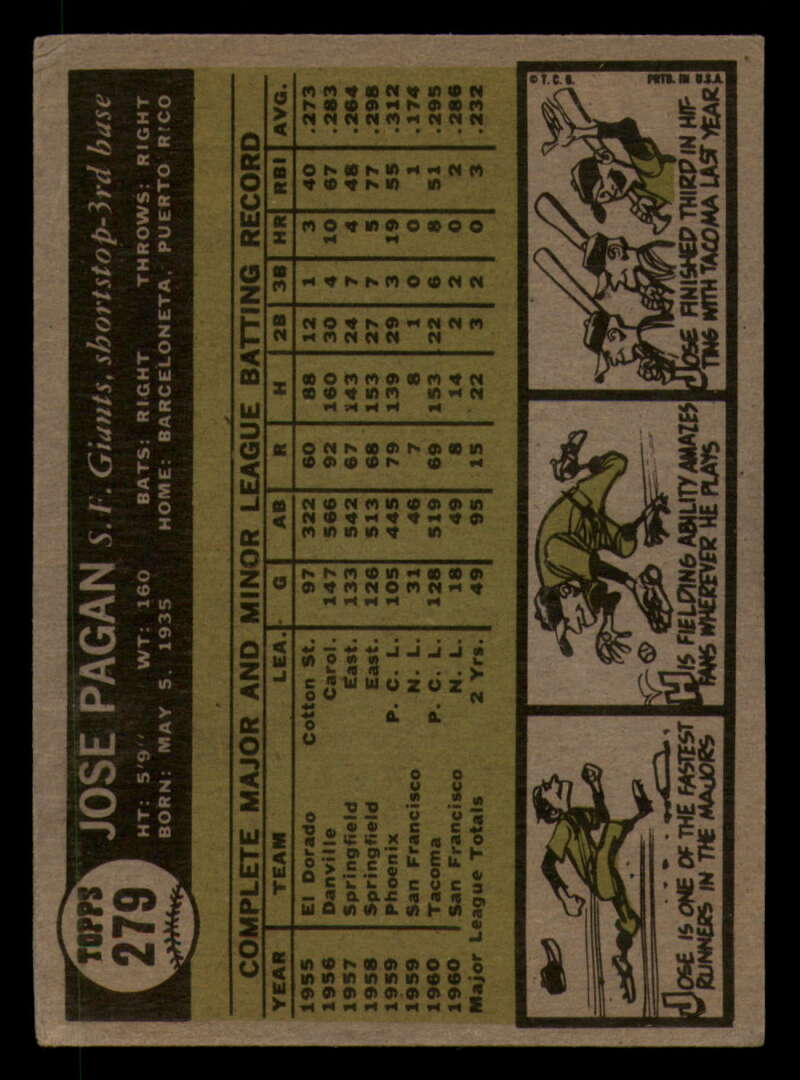 TOPPS
279
JOSE PAGAN S. F. Giants, shortstop-3rd base
HT: 5'9" WT: 160 BATS: RIGHT THROWS: RIGHT
BORN: MAY 5, 1935 HOME: BARCELONETA, PUERTO RICO
COMPLETE MAJOR AND MINOR LEAGUE BATTING RECORD
YEAR TEAM LEA. G AB R H 2B 3B HR RBI AVG.
1955 El Dorado Cotton St. 97 322 60 88 12 1 3 40 .273
1956 Danville Carol. 147 566 92 160 30 4 10 67 .283
1957 Springfield East. 133 542 67 143 24 7 4 48 .264
1958 Springfield East. 126 513 68 153 27 7 5 77 .298
1959 Phoenix P. C. L. 105 445 79 139 29 3 19 55 .312
1959 San Francisco N. L. 31 46 7 8 1 0 0 1 .174
1960 Tacoma P. C. L. 128 519 69 153 22 6 8 51 .295
1960 San Francisco N. L. 18 49 8 14 2 2 0 2 .286
Major League Totals 2 Yrs. 49 95 15 22 3 2 0 3 .232
JOSE IS ONE OF THE FASTEST
RUNNERS IN THE MAJORS
HIS FIELDING ABILITY AMAZES
FANS WHEREVER HE PLAYS
© T. C. G. PRTD. IN U.S.A.
JOSE FINISHED THIRD IN HIT-
TING WITH TACOMA LAST YEAR